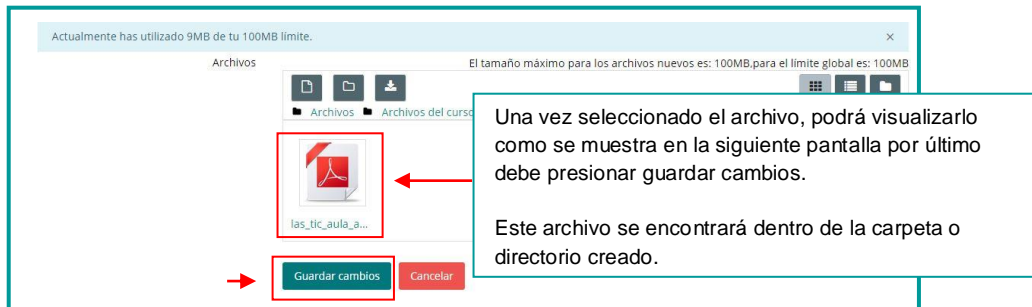 Actualmente has utilizado 9MB de tu 100MB límite.
×
Archivos
El tamaño máximo para los archivos nuevos es: 100MB,para el límite global es: 100MB
Archivos Archivos del curso
Una vez seleccionado el archivo, podrá visualizarlo
como se muestra en la siguiente pantalla por último
debe presionar guardar cambios.
Este archivo se encontrará dentro de la carpeta o
directorio creado.
las_tic_aula_a...
Guardar cambios
Cancelar